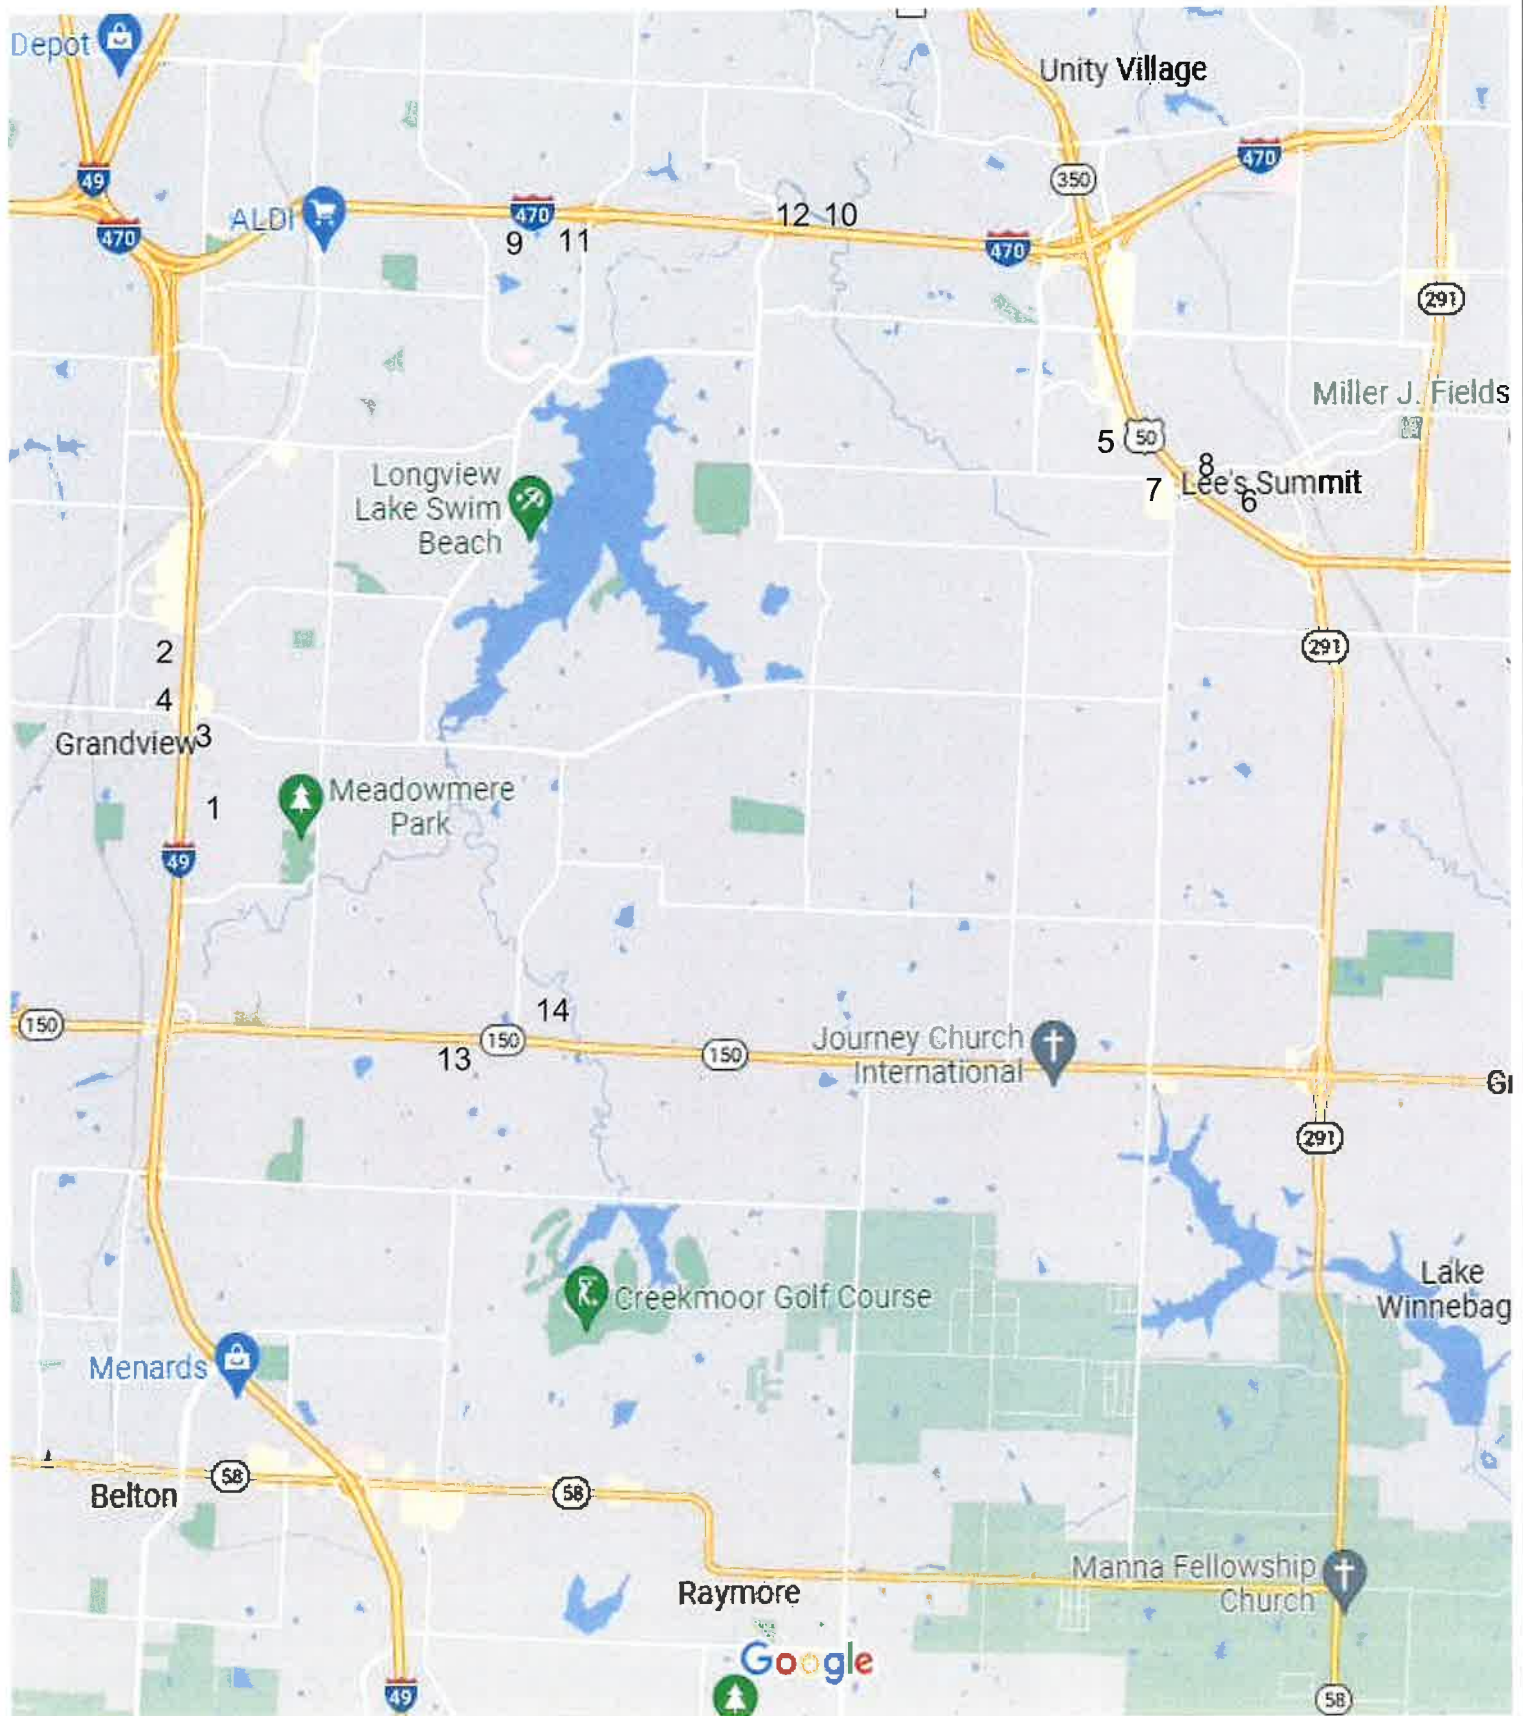 Depot
Unity Village
49
350
470
ALDI
470
470
12 10
470
9
11
291
Miller J. Fields
5
50
8
Longview
Lake Swim
Beach
7
Lee's Summit
6
2
291
4
3
Grandview
1
Meadowmere
Park
49
14
150
150
13
150
Journey Church
International
291
Lake
Winnebag
Creekmoor Golf Course
Menards
58
58
Belton
Manna Fellowship
Church
Raymore
Google
49
58